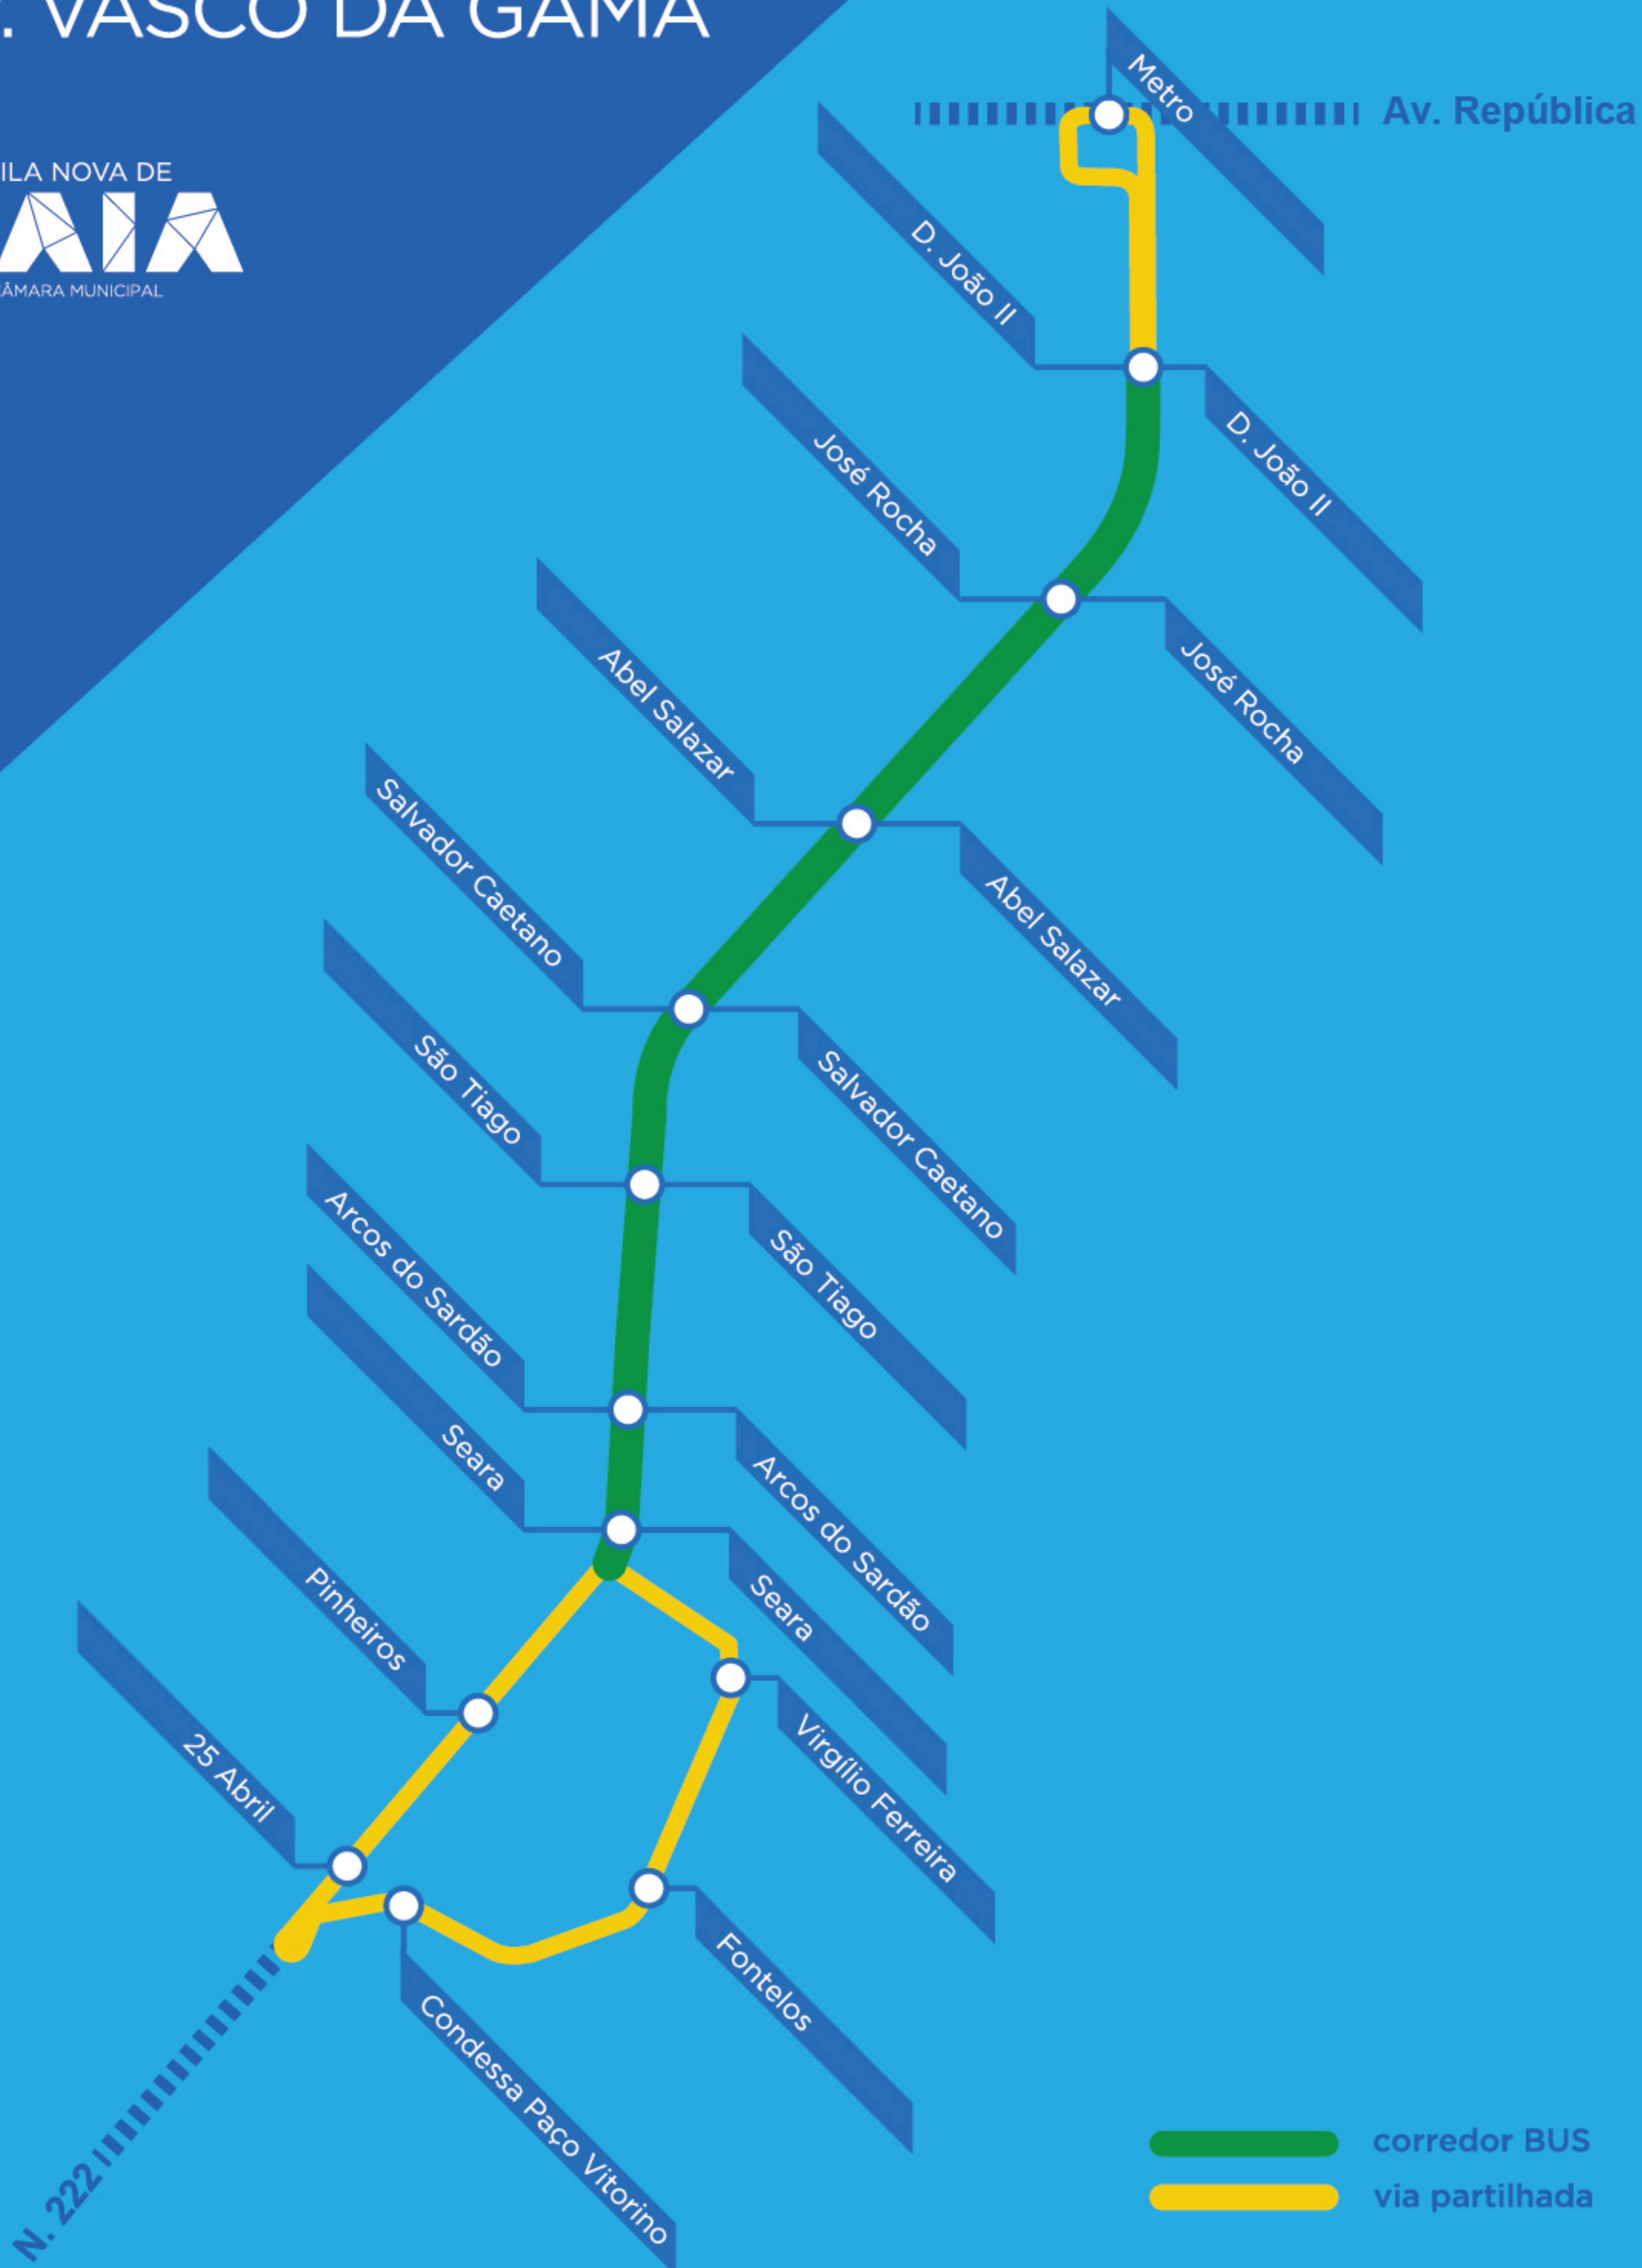 . VASCO DA GAMA
ILA NOVA DE
AIA
ÂMARA MUNICIPAL
Metro
Av. República
D. João II
D. João II
José Rocha
José Rocha
Abel Salazar
Abel Salazar
Salvador Caetano
Salvador Caetano
São Tiago
São Tiago
Arcos do Sardão
Arcos do Sardão
Seara
Seara
Pinheiros
Virgílio Ferreira
25 Abril
Fontelos
Condessa Paço Vitorino
N. 222
corredor BUS
via partilhada